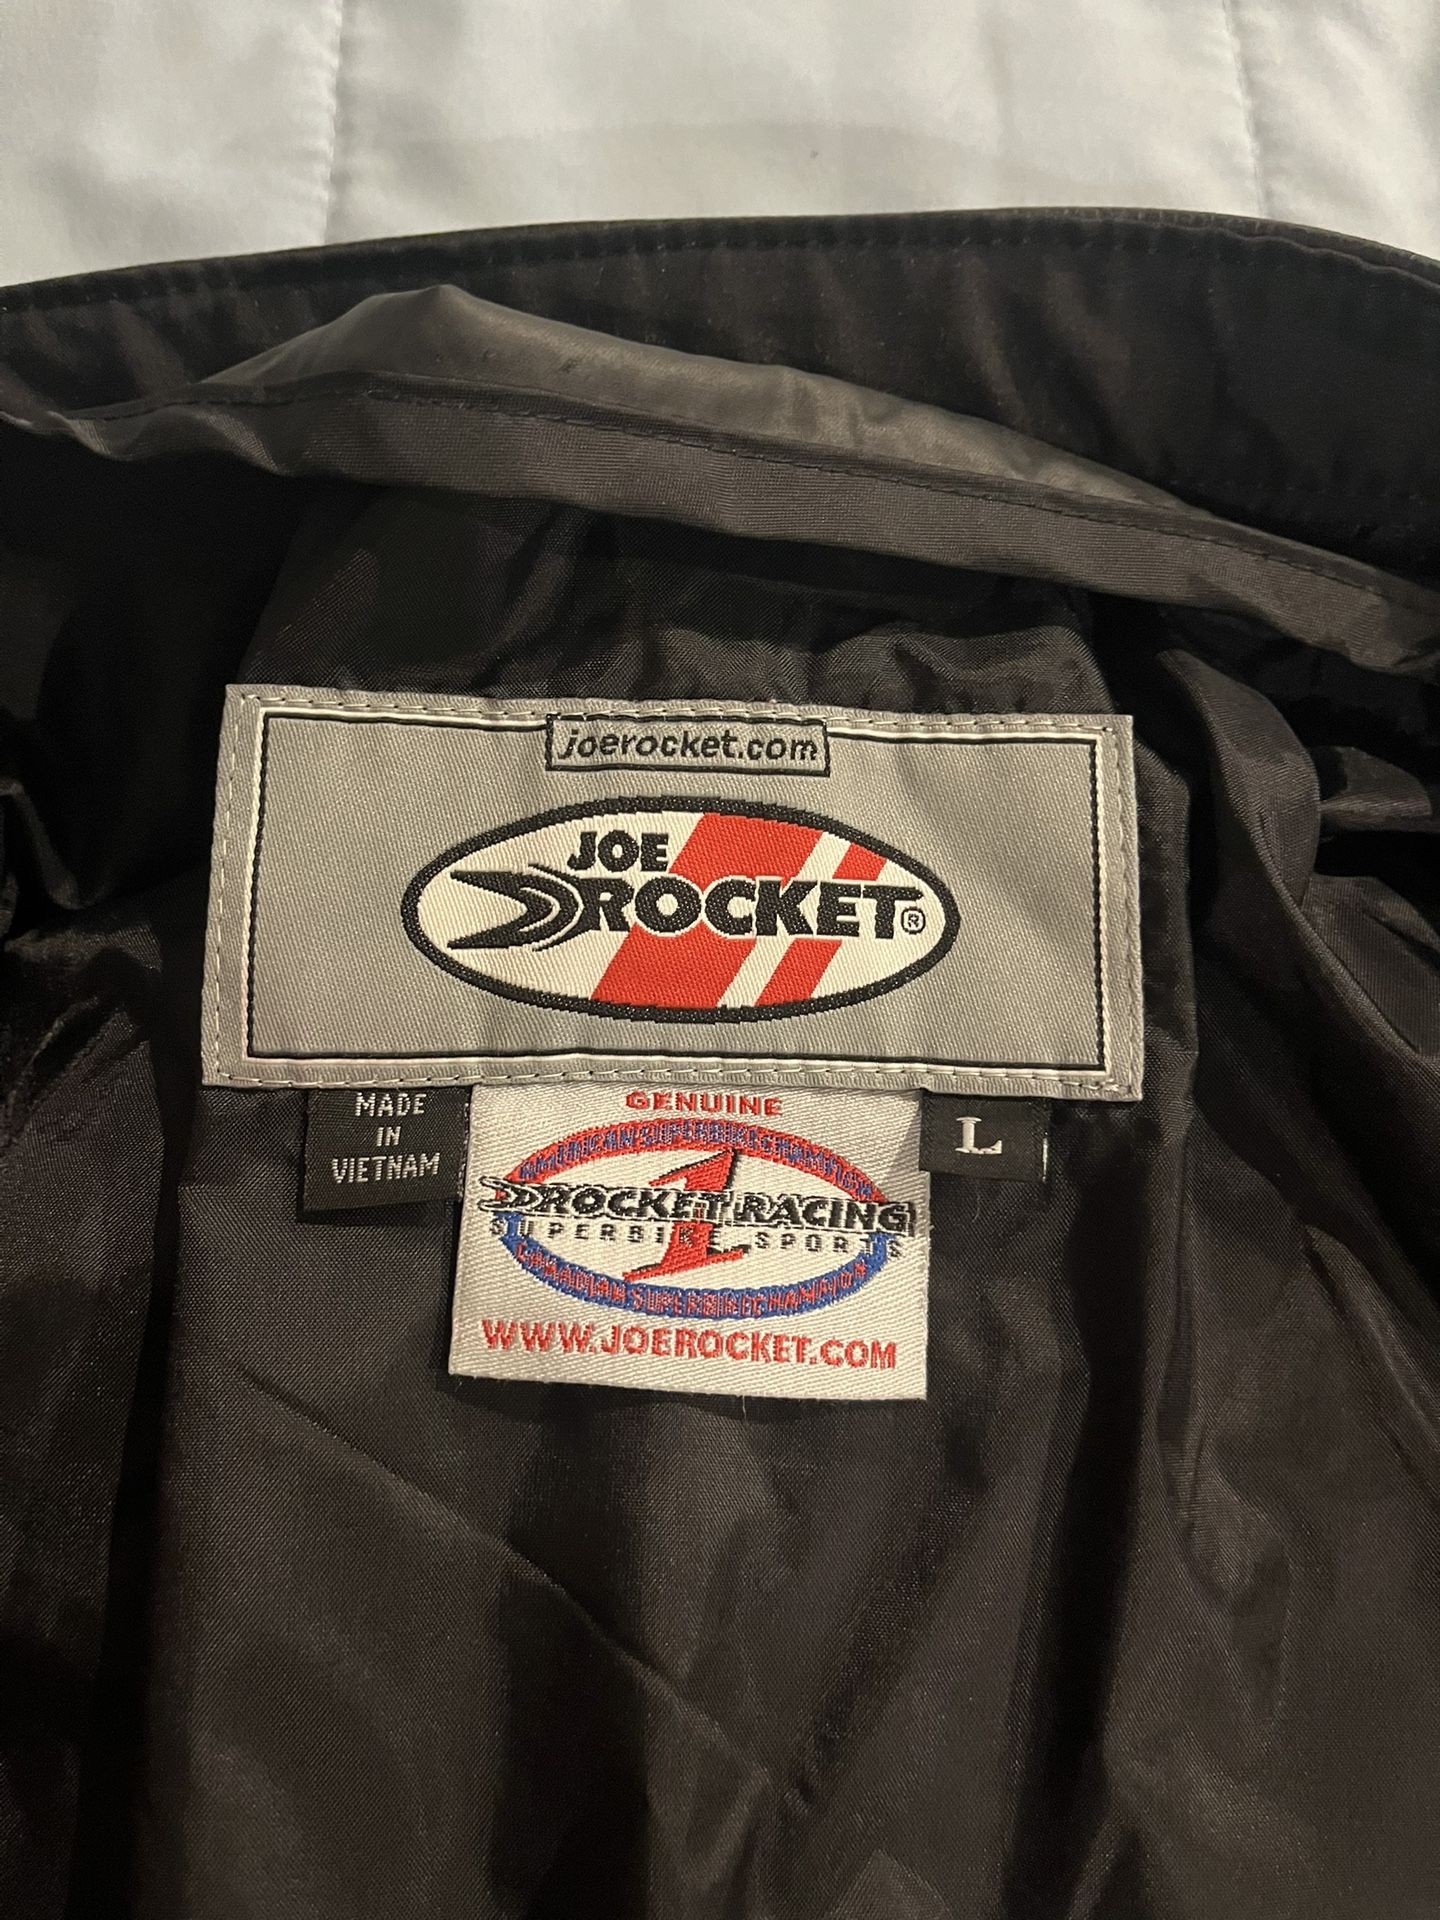 joerocket.com
JOE
ROCKET®
MADE
IN
VIETNAM
GENUINE
AMERICAN SUPERBIKE CHAMPION
1
ROCKET RACING
SUPERBIKE SPORTS
CANADIAN SUPERBIKE CHAMPION
WWW.JOEROCKET.COM
L